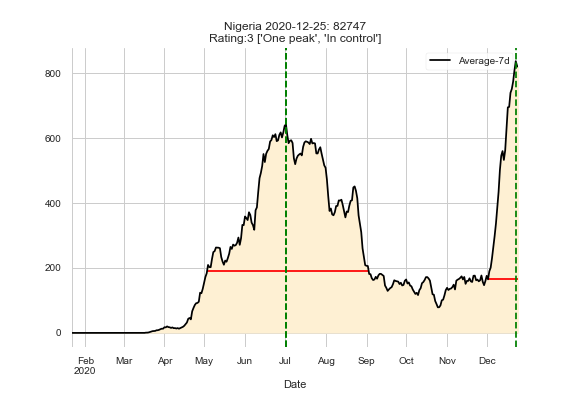 Nigeria 2020-12-25: 82747
Rating:3 ['One peak', 'In control']
Average-7d
800
600
400
200
0
Feb Mar Apr May Jun Jul Aug Sep Oct Nov Dec
2020
Date